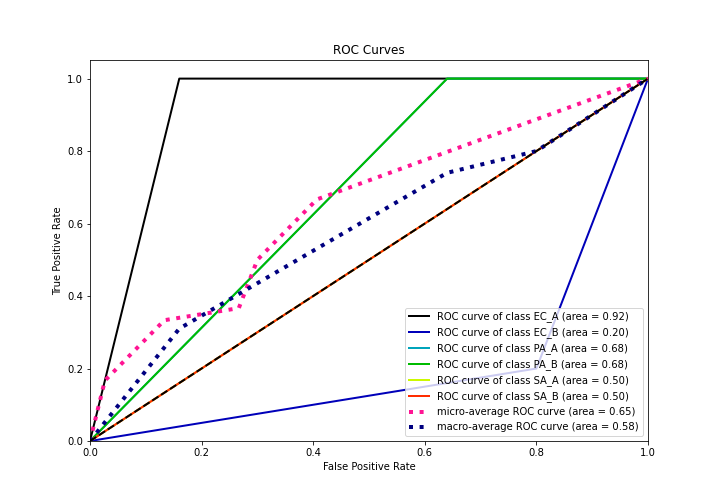 ROC Curves
True Positive Rate
1.0
0.8
0.6
0.4
0.2
0.0
ROC curve of class EC_A (area = 0.92)
ROC curve of class EC_B (area = 0.20)
ROC curve of class PA_A (area = 0.68)
ROC curve of class PA_B (area = 0.68)
ROC curve of class SA_A (area = 0.50)
ROC curve of class SA_B (area = 0.50)
micro-average ROC curve (area = 0.65)
macro-average ROC curve (area = 0.58)
0.0 0.2 0.4 0.6 0.8 1.0
False Positive Rate